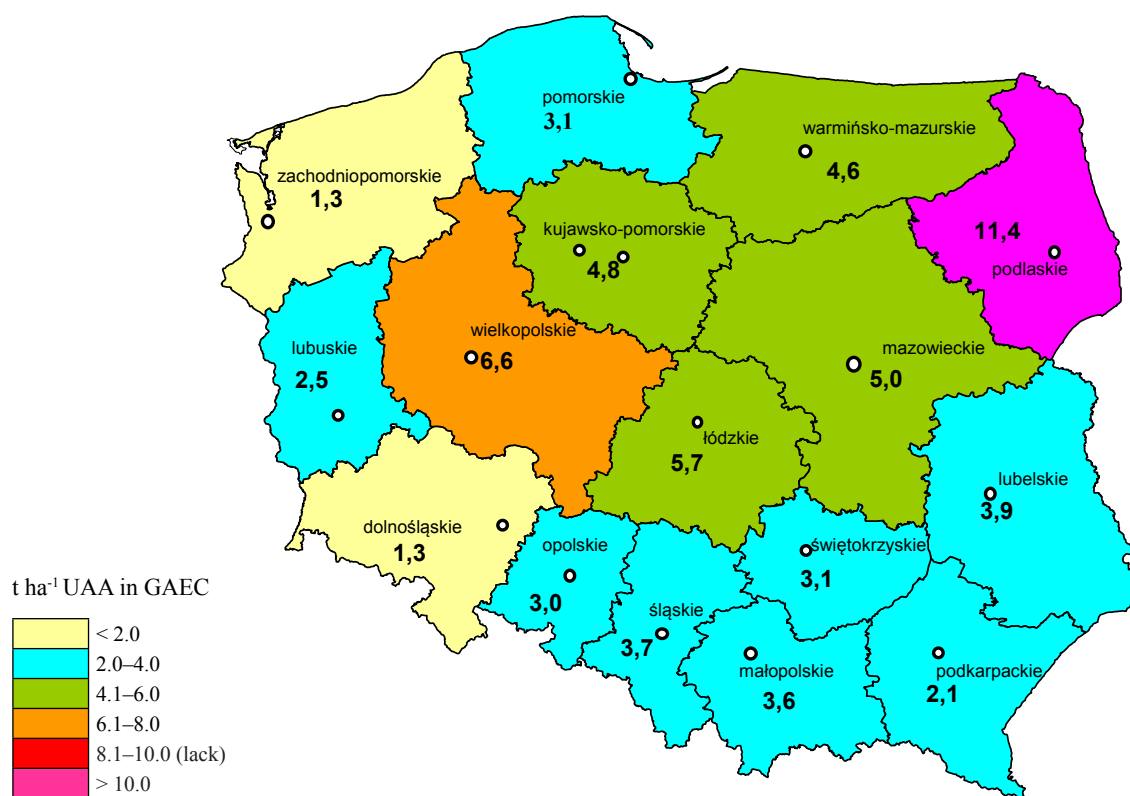 pomorskie
3,1
warmińsko-mazurskie
4,6
zachodniopomorskie
1,3
kujawsko-pomorskie
4,8
11,4
podlaskie
wielkopolskie
6,6
lubuskie
2,5
mazowieckie
5,0
łódzkie
5,7
lubelskie
3,9
dolnośląskie
1,3
opolskie
3,0
świętokrzyskie
3,1
śląskie
3,7
małopolskie
3,6
podkarpackie
2,1
t ha⁻¹ UAA in GAEC
< 2.0
2.0–4.0
4.1–6.0
6.1–8.0
8.1–10.0 (lack)
> 10.0